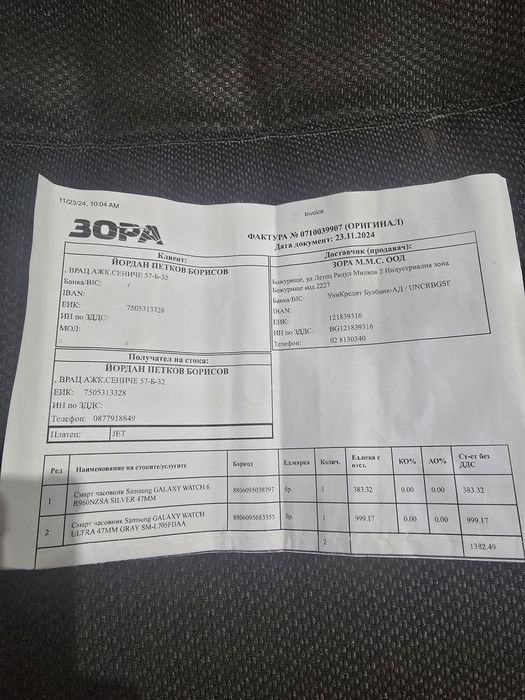 11/23/24, 10:04 AM
Invoice
ЗОРА
ФАКТУРА № 0710039907 (ОРИГИНАЛ)
Дата документ: 23.11.2024
Клиент:
ЙОРДАН ПЕТКОВ БОРИСОВ
, ВРАЦ АЖК.СЕНИЧЕ 57-Б-32
Банка/BIC: /
IBAN:
ЕИК: 7505313328
ИН по ЗДДС:
МОЛ:
Доставчик (продавач):
ЗОРА М.М.С. ООД
Божурище, ул Летец Радул Милков 2 Индустриална зона
Божурище код 2227
Банка/BIC: УниКредит Булбанк-АД / UNCRBGSF
IBAN:
ЕИК: 121839316
ИН по ЗДДС: BG121839316
Телефон: 02 8130340
Получател на стока:
ЙОРДАН ПЕТКОВ БОРИСОВ
, ВРАЦ АЖК.СЕНИЧЕ 57-Б-32
ЕИК: 7505313328
ИН по ЗДДС:
Телефон: 0877918849
Платец: JET
Ред Наименование на стоките/услугите Баркод Ед.мярка Колич. Ед.цена с отст. КО% АО% Ст-ст без ДДС
1 Смарт часовник Samsung GALAXY WATCH 6 8806095038797 бр. 1 383.32 0.00 0.00 383.32
R960NZSA SILVER 47MM
2 Смарт часовник Samsung GALAXY WATCH 8806095683355 бр. 1 999.17 0.00 0.00 999.17
ULTRA 47MM GRAY SM-L705FDAA
2 1382.49